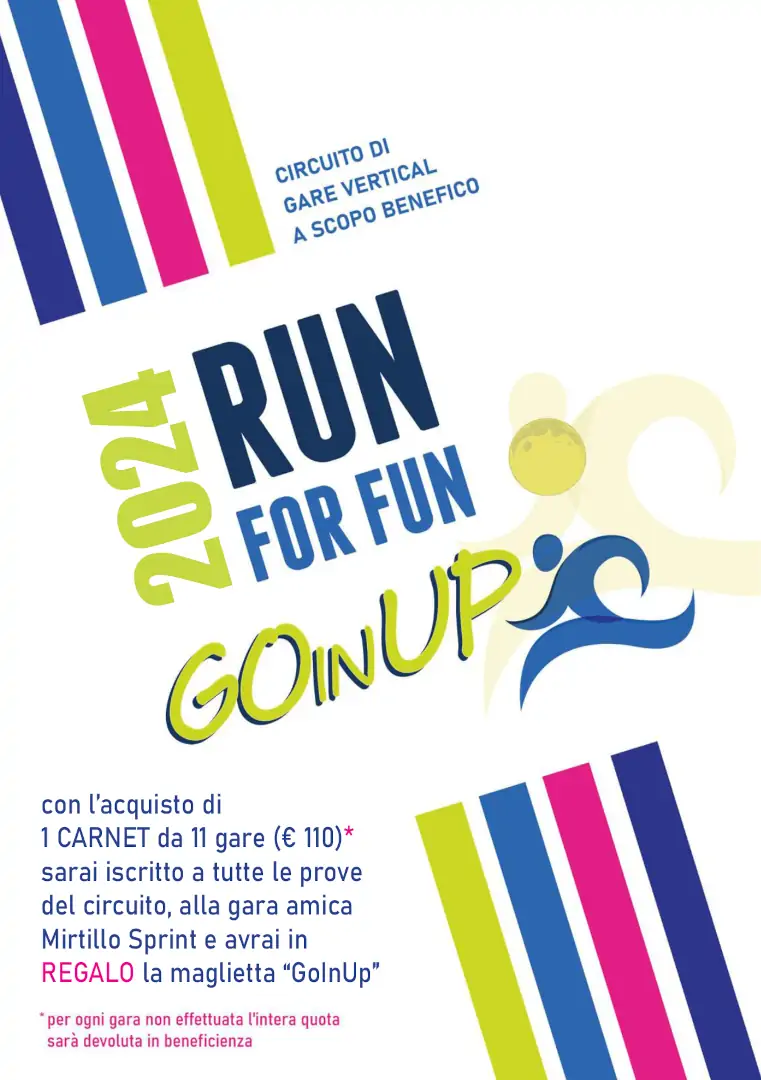 CIRCUITO DI
GARE VERTICAL
A SCOPO BENEFICO
2024
RUN
FOR FUN
GOINUP
con l'acquisto di
1 CARNET da 11 gare (€ 110)*
sarai iscritto a tutte le prove
del circuito, alla gara amica
Mirtillo Sprint e avrai in
REGALO la maglietta “GoInUp”
* per ogni gara non effettuata l'intera quota
sarà devoluta in beneficienza